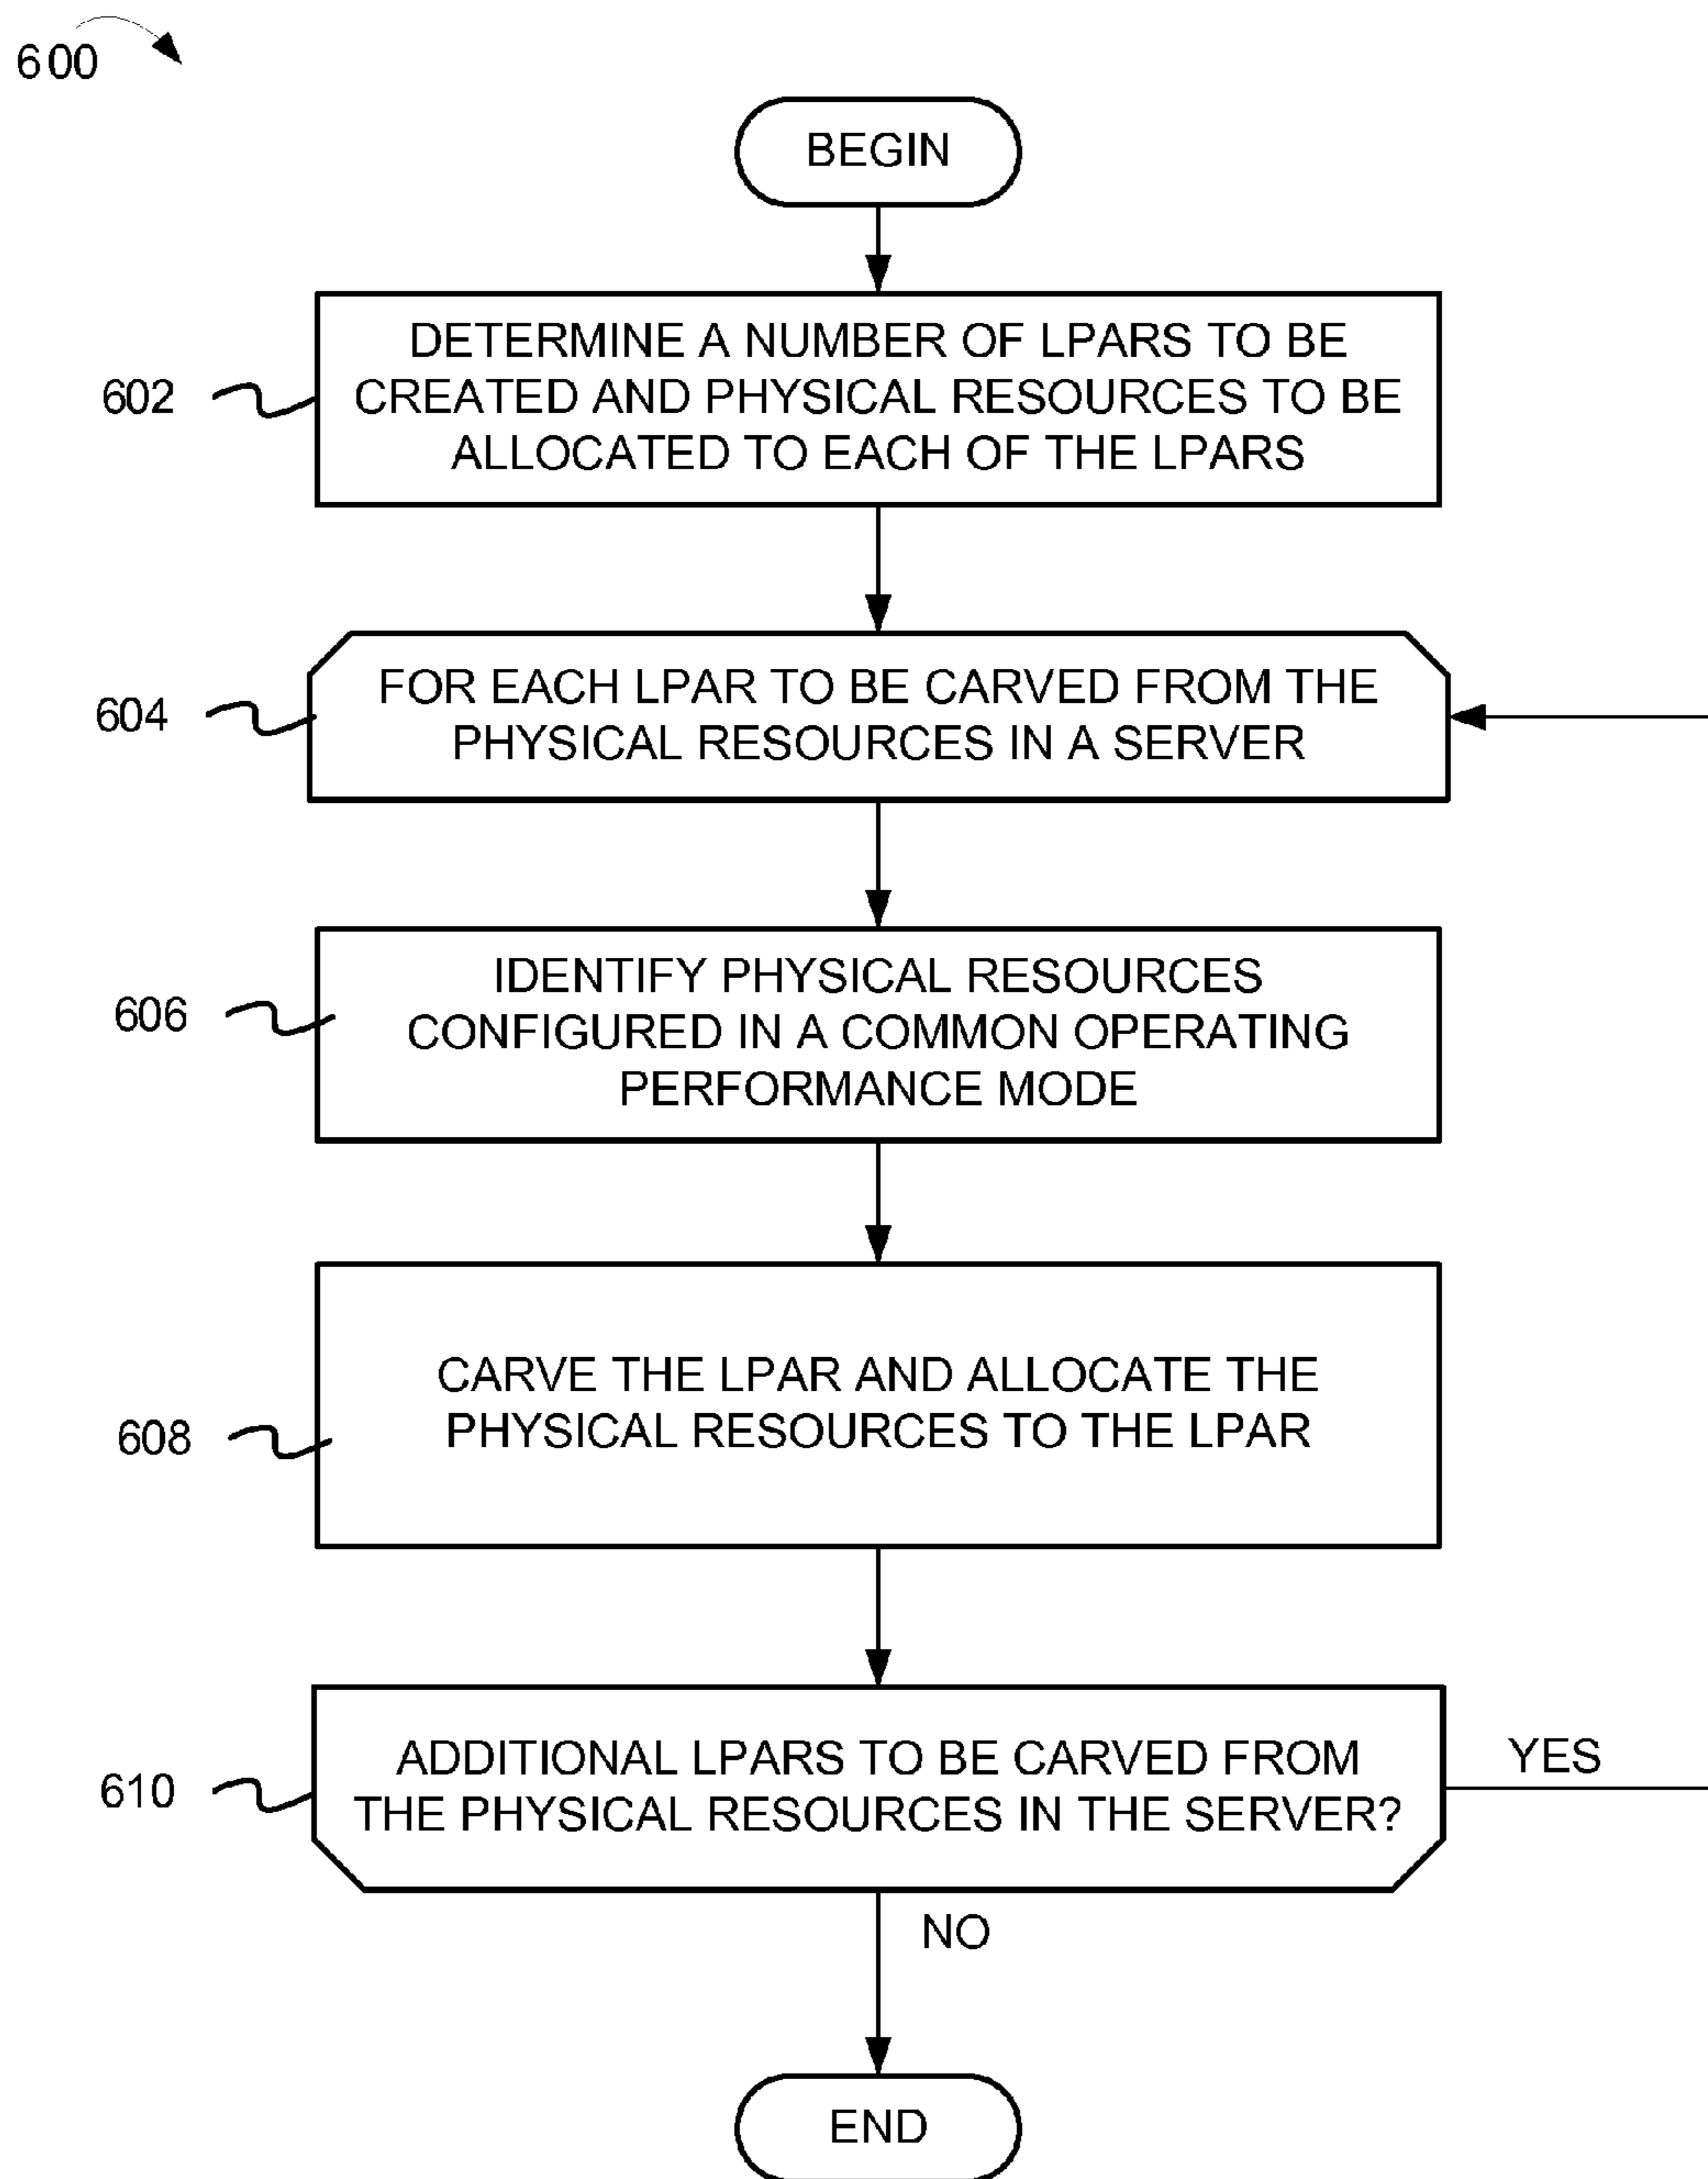 600
BEGIN
602
DETERMINE A NUMBER OF LPARS TO BE
CREATED AND PHYSICAL RESOURCES TO BE
ALLOCATED TO EACH OF THE LPARS
604
FOR EACH LPAR TO BE CARVED FROM THE
PHYSICAL RESOURCES IN A SERVER
606
IDENTIFY PHYSICAL RESOURCES
CONFIGURED IN A COMMON OPERATING
PERFORMANCE MODE
608
CARVE THE LPAR AND ALLOCATE THE
PHYSICAL RESOURCES TO THE LPAR
610
ADDITIONAL LPARS TO BE CARVED FROM
THE PHYSICAL RESOURCES IN THE SERVER?
YES
NO
END